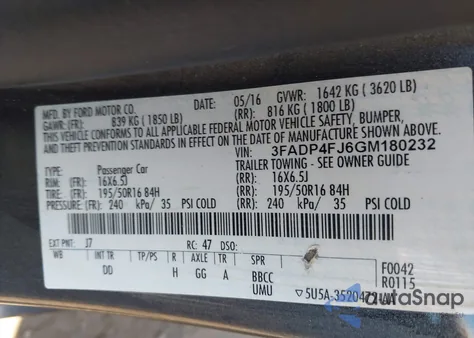 MFD. BY FORD MOTOR CO.
DATE: 05/16 GVWR: 1642 KG ( 3620 LB)
GAWR: (FR): 839 KG ( 1850 LB) (RR): 816 KG ( 1800 LB)
THIS VEHICLE CONFORMS TO ALL APPLICABLE FEDERAL MOTOR VEHICLE SAFETY, BUMPER,
AND THEFT PREVENTION STANDARDS IN EFFECT ON THE DATE OF MANUFACTURE SHOWN ABOVE.
VIN: 3FADP4FJ6GM180232
TYPE: Passenger Car TRAILER TOWING - SEE OWNER GUIDE
RIM: (FR): 16X6.5J (RR): 16X6.5J
TIRE: (FR): 195/50R16 84H (RR): 195/50R16 84H
PRESSURE: (FR): 240 kPa/ 35 PSI COLD (RR): 240 kPa/ 35 PSI COLD
EXT PNT: J7 RC: 47 DSO: F0042
WB INT TR TP/PS R AXLE TR SPR R0115
DD H GG A BBCC
UMU ▽5U5A-3520472-
AutoSnap